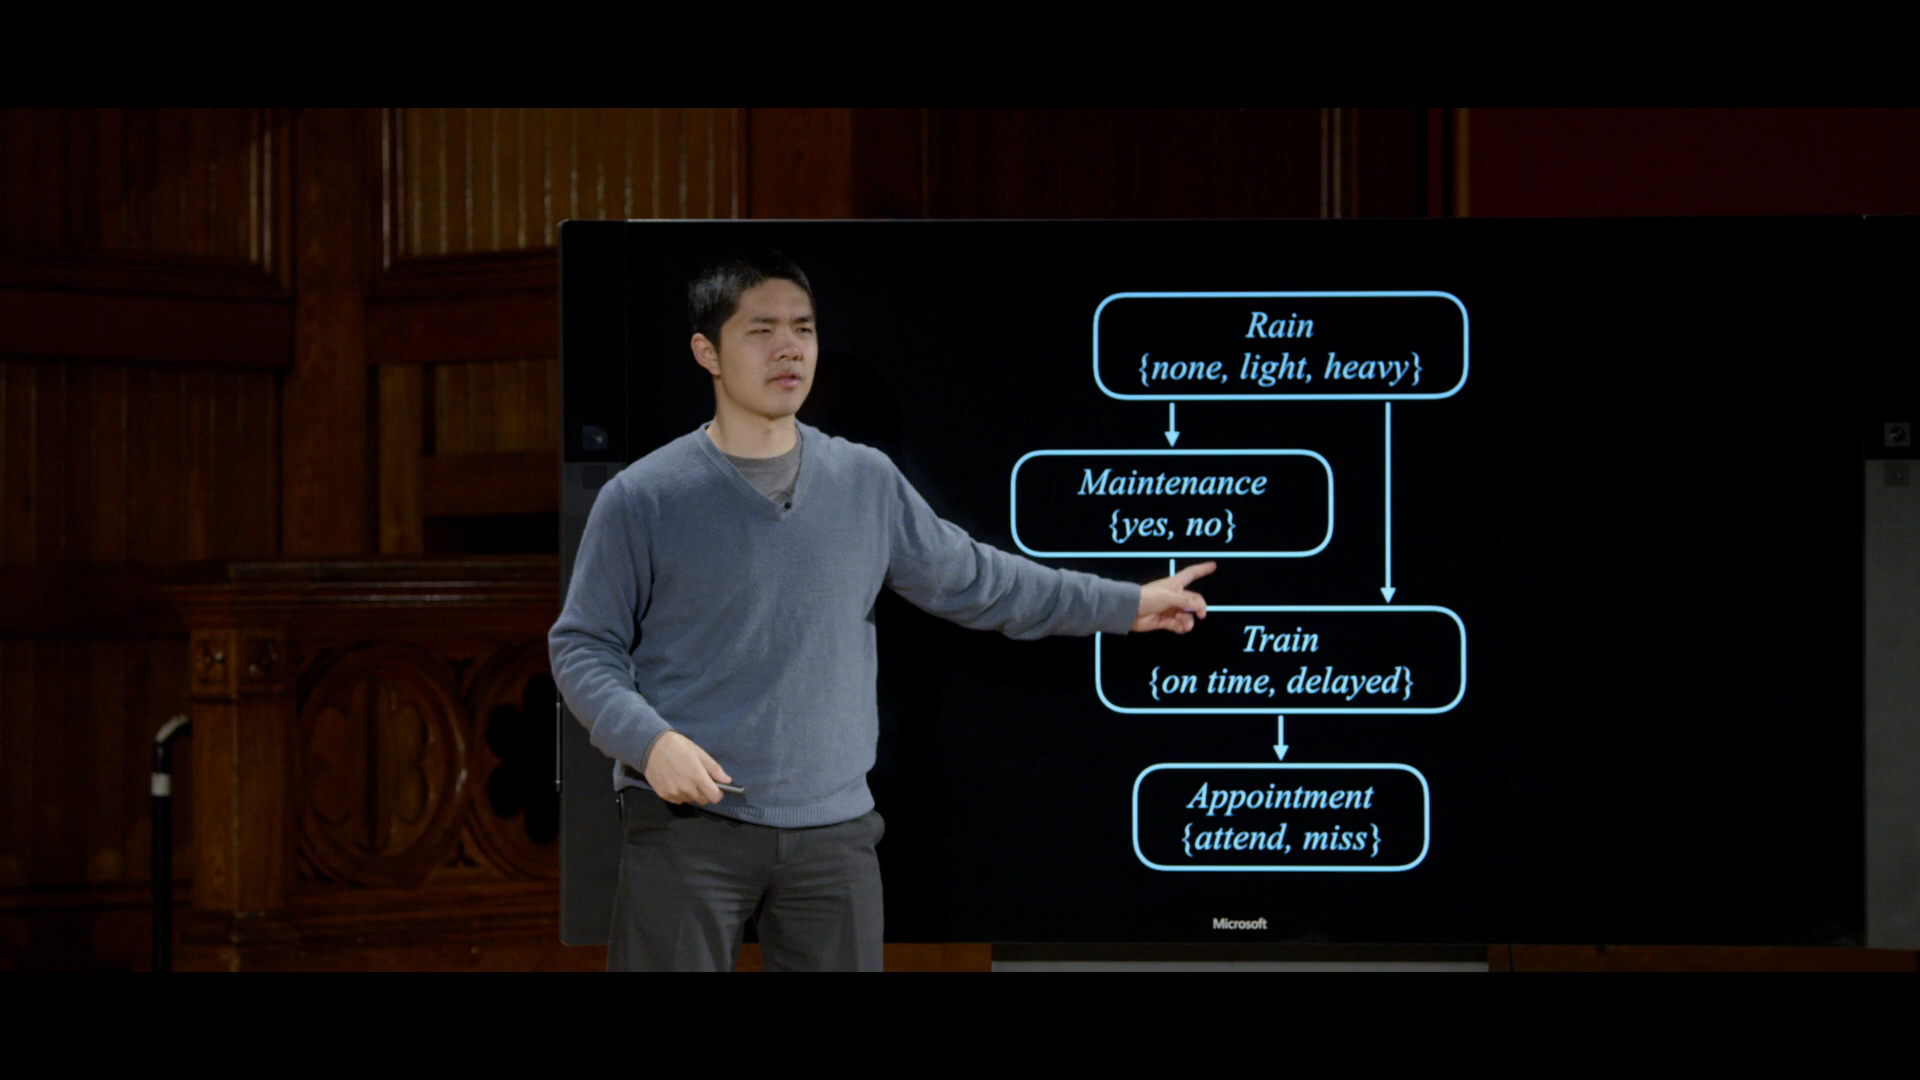 Rain
{none, light, heavy}
Maintenance
{yes, no}
Train
{on time, delayed}
Appointment
{attend, miss}
Microsoft